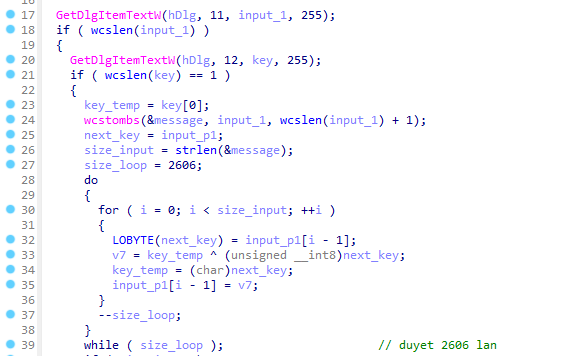 17 GetDlgItemTextW(hDlg, 11, input_1, 255);
18 if ( wcslen(input_1) )
19 {
20 GetDlgItemTextW(hDlg, 12, key, 255);
21 if ( wcslen(key) == 1 )
22 {
23 key_temp = key[0];
24 wcstombs(&message, input_1, wcslen(input_1) + 1);
25 next_key = input_p1;
26 size_input = strlen(&message);
27 size_loop = 2606;
28 do
29 {
30 for ( i = 0; i < size_input; ++i )
31 {
32 LOBYTE(next_key) = input_p1[i - 1];
33 v7 = key_temp ^ (unsigned __int8)next_key;
34 key_temp = (char)next_key;
35 input_p1[i - 1] = v7;
36 }
37 --size_loop;
38 }
39 while ( size_loop ); // duyet 2606 lan